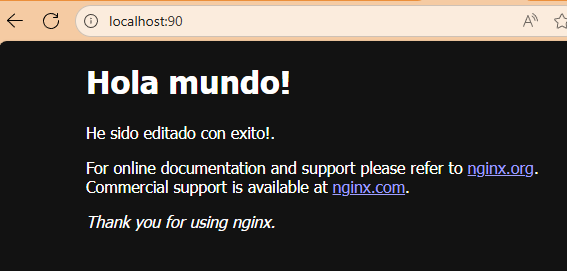 localhost:90
Hola mundo!
He sido editado con exito!.
For online documentation and support please refer to nginx.org.
Commercial support is available at nginx.com.
Thank you for using nginx.